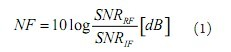 NF = 10 log SNR_RF / SNR_IF [dB] (1)